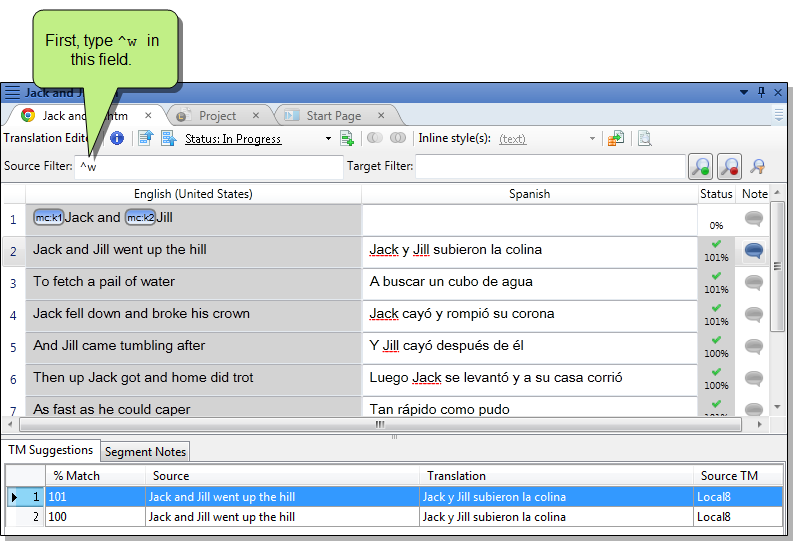 First, type ^w in
this field.
Jack and J
Jack and htm
Project
Start Page
Translation Edit
Status: In Progress
Inline style(s):
(text)
Source Filter:
^w
Target Filter:
English (United States) Spanish Status Note
1 mc:k1 Jack and mc:k2 Jill 0%
2 Jack and Jill went up the hill Jack y Jill subieron la colina 101%
3 To fetch a pail of water A buscar un cubo de agua 101%
4 Jack fell down and broke his crown Jack cayó y rompió su corona 101%
5 And Jill came tumbling after Y Jill cayó después de él 100%
6 Then up Jack got and home did trot Luego Jack se levantó y a su casa corrió 100%
7 As fast as he could caper Tan rápido como pudo 101%
TM Suggestions Segment Notes
% Match Source Translation Source TM
1 101 Jack and Jill went up the hill Jack y Jill subieron la colina Local8
2 100 Jack and Jill went up the hill Jack y Jill subieron la colina Local8